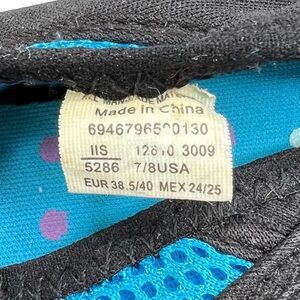 Made in China
6946796500130
IIS 12610 3009
5286 7/8USA
EUR 38.5/40 MEX 24/25